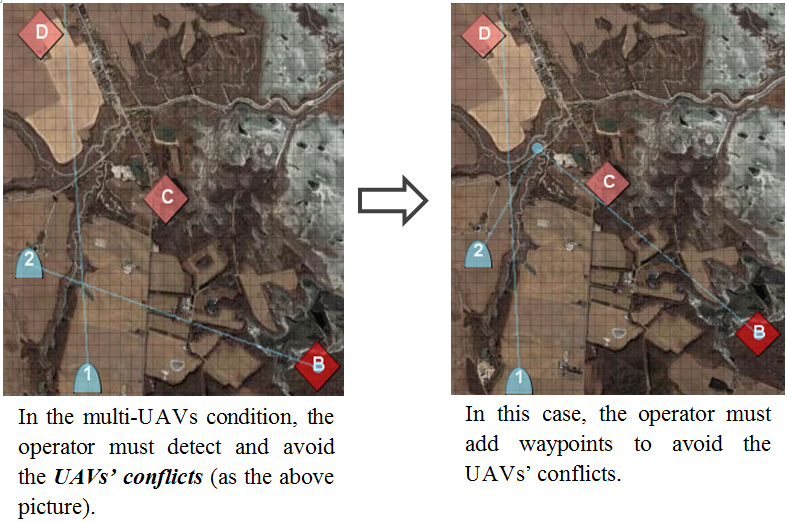 D
C
2
B
1
D
C
2
B
1
In the multi-UAVs condition, the
operator must detect and avoid
the UAVs’ conflicts (as the above
picture).
In this case, the operator must
add waypoints to avoid the
UAVs’ conflicts.